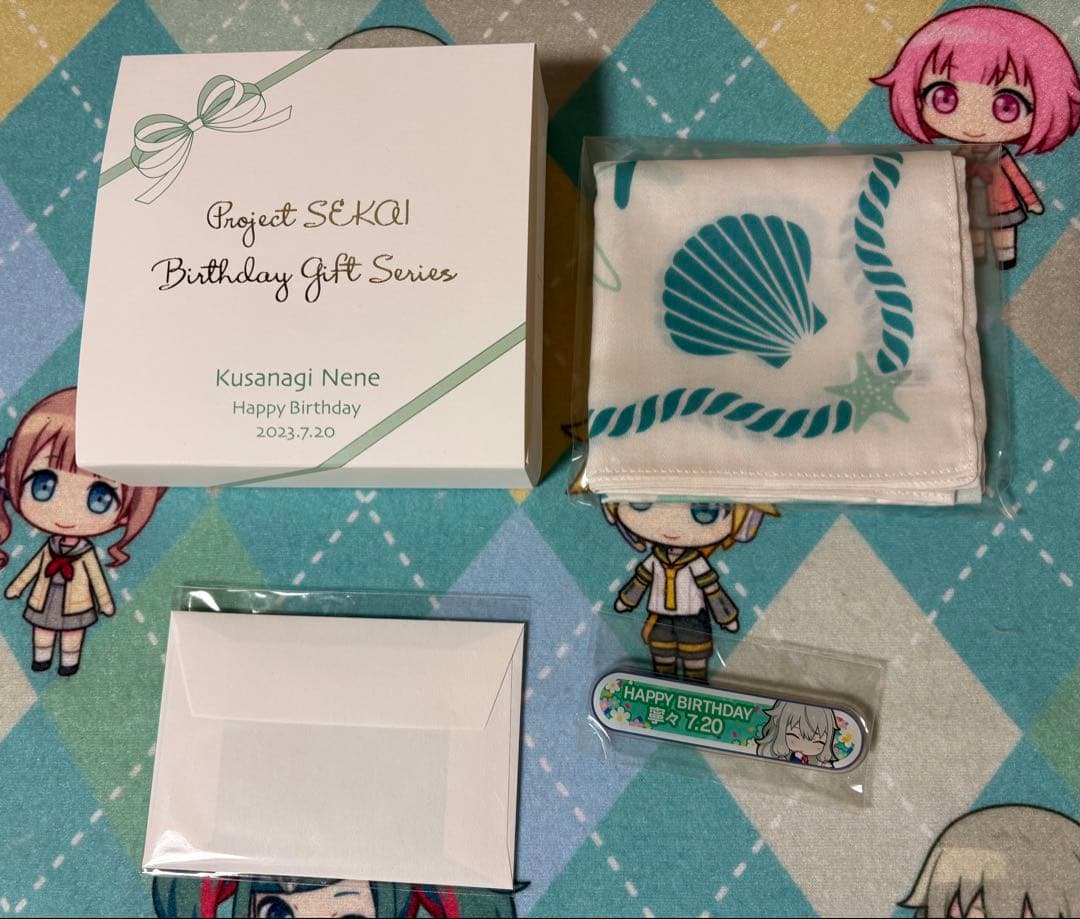 Project SEKAI
Birthday Gift Series
Kusanagi Nene
Happy Birthday
2023.7.20
HAPPY BIRTHDAY
寧々 7.20